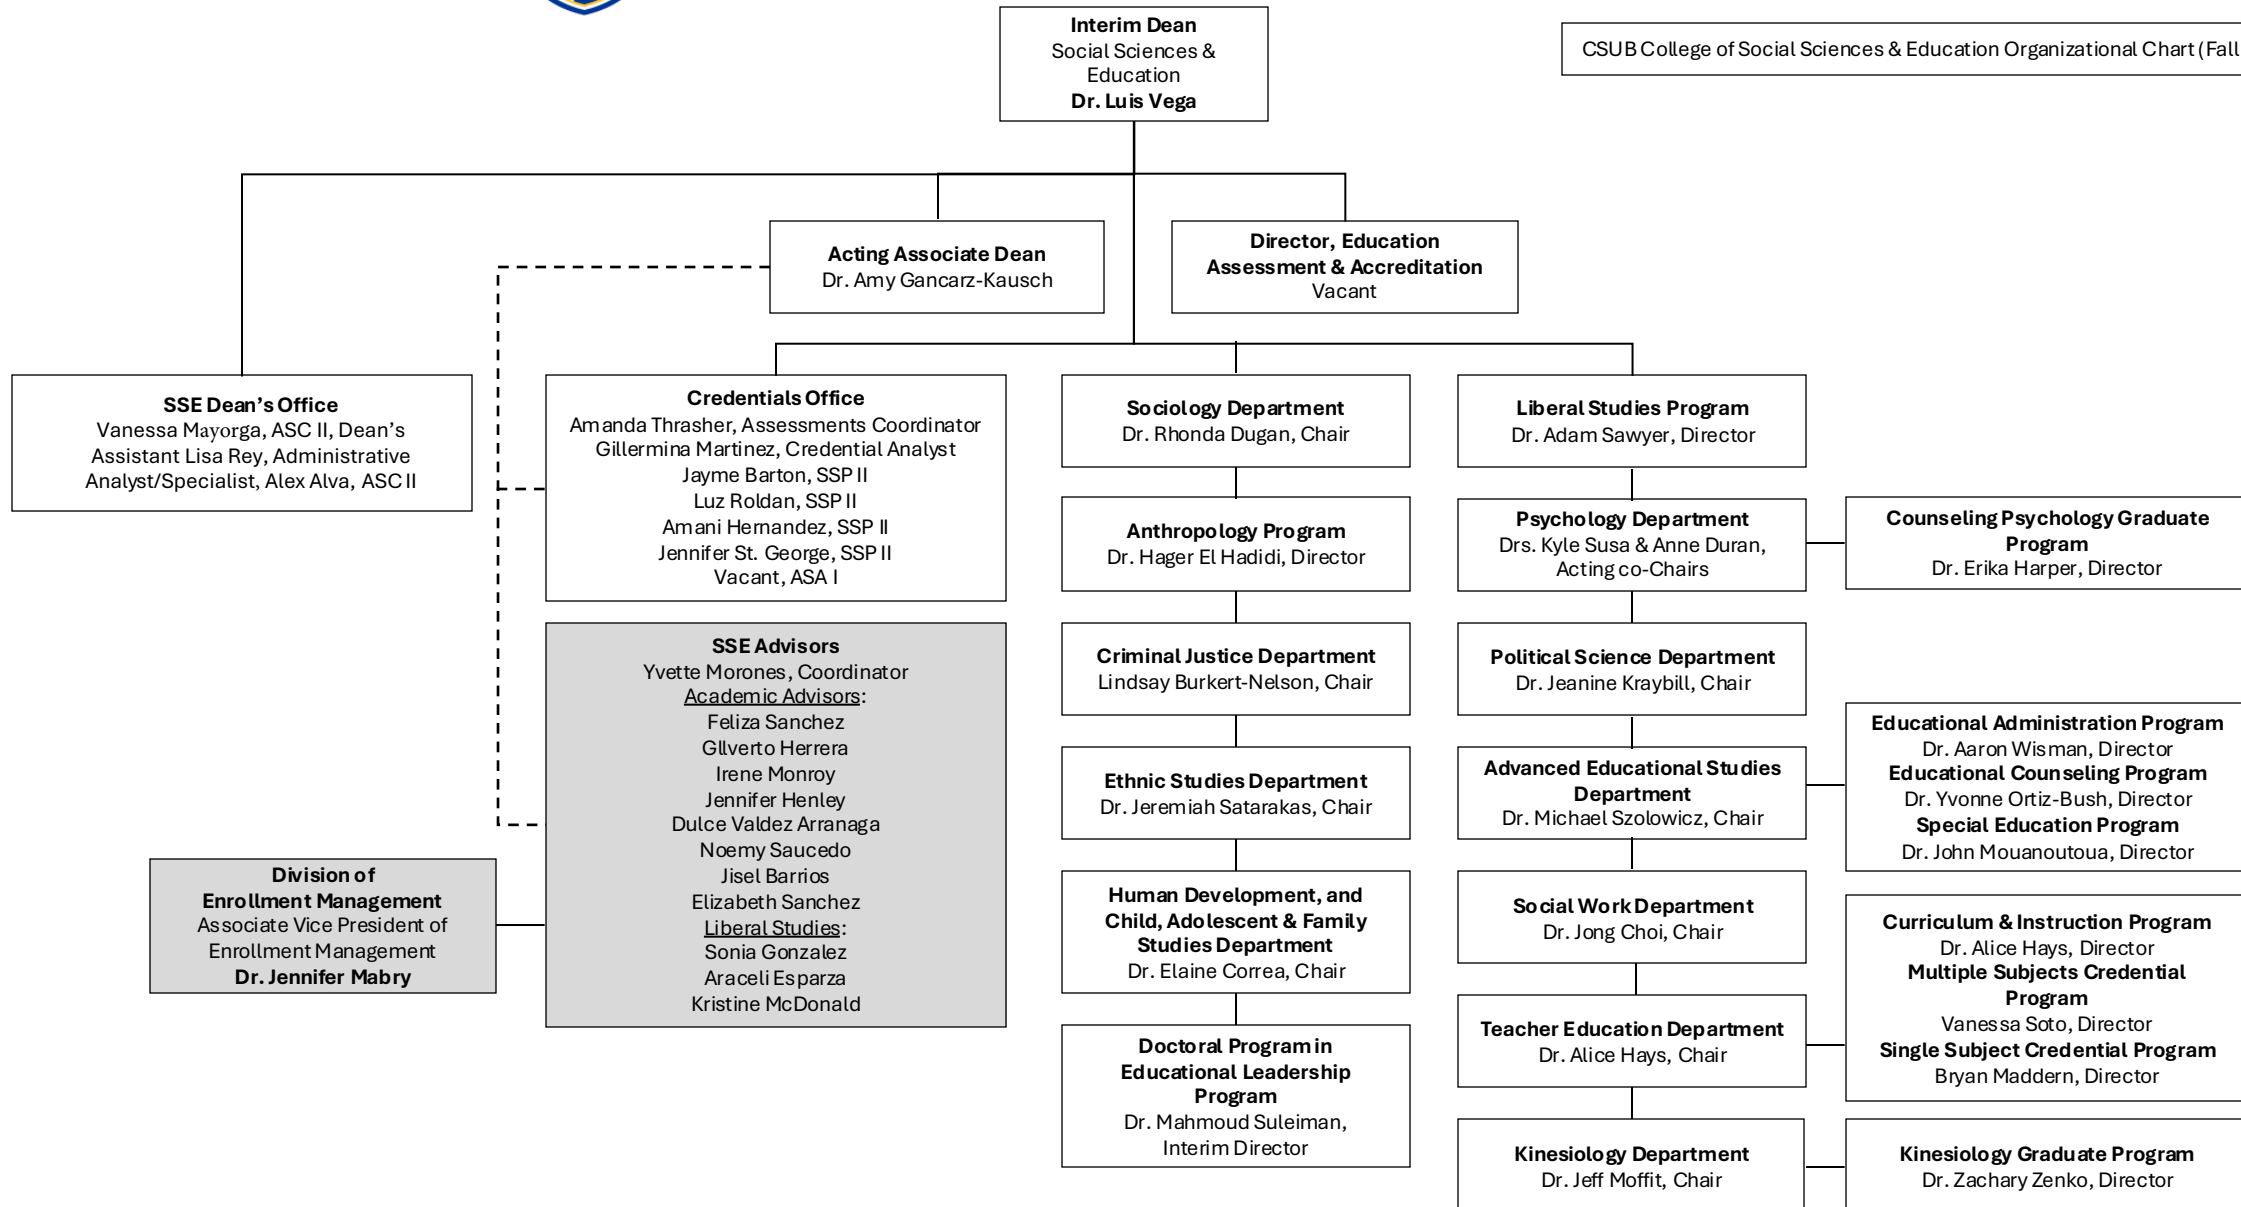 Interim Dean
Social Sciences &
Education
Dr. Luis Vega
CSUB College of Social Sciences & Education Organizational Chart (Fall
Acting Associate Dean
Dr. Amy Gancarz-Kausch
Director, Education
Assessment & Accreditation
Vacant
SSE Dean's Office
Vanessa Mayorga, ASC II, Dean's
Assistant Lisa Rey, Administrative
Analyst/Specialist, Alex Alva, ASC II
Credentials Office
Amanda Thrasher, Assessments Coordinator
Gillermina Martinez, Credential Analyst
Jayme Barton, SSP II
Luz Roldan, SSP II
Amani Hernandez, SSP II
Jennifer St. George, SSP II
Vacant, ASA I
SSE Advisors
Yvette Morones, Coordinator
Academic Advisors:
Feliza Sanchez
Gllverto Herrera
Irene Monroy
Jennifer Henley
Dulce Valdez Arranaga
Noemy Saucedo
Jisel Barrios
Elizabeth Sanchez
Liberal Studies:
Sonia Gonzalez
Araceli Esparza
Kristine McDonald
Division of
Enrollment Management
Associate Vice President of
Enrollment Management
Dr. Jennifer Mabry
Sociology Department
Dr. Rhonda Dugan, Chair
Anthropology Program
Dr. Hager El Hadidi, Director
Criminal Justice Department
Lindsay Burkert-Nelson, Chair
Ethnic Studies Department
Dr. Jeremiah Satarakas, Chair
Human Development, and
Child, Adolescent & Family
Studies Department
Dr. Elaine Correa, Chair
Doctoral Program in
Educational Leadership
Program
Dr. Mahmoud Suleiman,
Interim Director
Liberal Studies Program
Dr. Adam Sawyer, Director
Psychology Department
Drs. Kyle Susa & Anne Duran,
Acting co-Chairs
Political Science Department
Dr. Jeanine Kraybill, Chair
Advanced Educational Studies
Department
Dr. Michael Szolowicz, Chair
Social Work Department
Dr. Jong Choi, Chair
Teacher Education Department
Dr. Alice Hays, Chair
Kinesiology Department
Dr. Jeff Moffit, Chair
Counseling Psychology Graduate
Program
Dr. Erika Harper, Director
Educational Administration Program
Dr. Aaron Wisman, Director
Educational Counseling Program
Dr. Yvonne Ortiz-Bush, Director
Special Education Program
Dr. John Mouanoutoua, Director
Curriculum & Instruction Program
Dr. Alice Hays, Director
Multiple Subjects Credential
Program
Vanessa Soto, Director
Single Subject Credential Program
Bryan Maddern, Director
Kinesiology Graduate Program
Dr. Zachary Zenko, Director